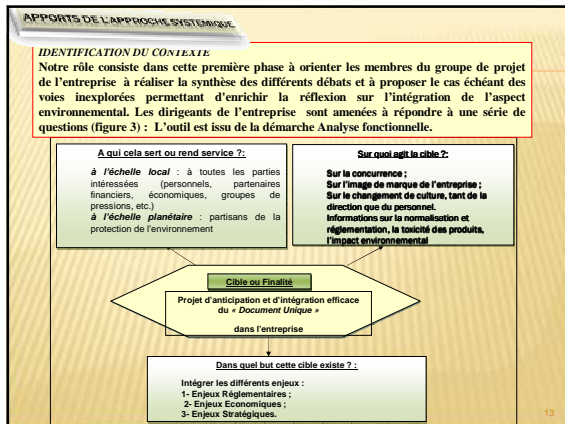 APPORTS DE L'APPROCHE SYSTEMIQUE
IDENTIFICATION DU CONTEXTE
Notre rôle consiste dans cette première phase à orienter les membres du groupe de projet
de l'entreprise à réaliser la synthèse des différents débats et à proposer le cas échéant des
voies inexplorées permettant d'enrichir la réflexion sur l'intégration de l'aspect
environnemental. Les dirigeants de l'entreprise sont amenées à répondre à une série de
questions (figure 3) : L'outil est issu de la démarche Analyse fonctionnelle.
A qui cela sert ou rend service ?:
à l'échelle local : à toutes les parties
intéressées (personnels, partenaires
financiers, économiques, groupes de
pressions, etc.)
à l'échelle planétaire : partisans de la
protection de l'environnement
Sur quoi agit la cible ?:
Sur la concurrence ;
Sur l'image de marque de l'entreprise ;
Sur le changement de culture, tant de la
direction que du personnel.
Informations sur la normalisation et
réglementation, la toxicité des produits,
l'impact environnemental
Cible ou Finalité
Projet d'anticipation et d'intégration efficace
du « Document Unique »
dans l'entreprise
Dans quel but cette cible existe ? :
Intégrer les différents enjeux :
1- Enjeux Réglementaires ;
2- Enjeux Economiques ;
3- Enjeux Stratégiques.
13